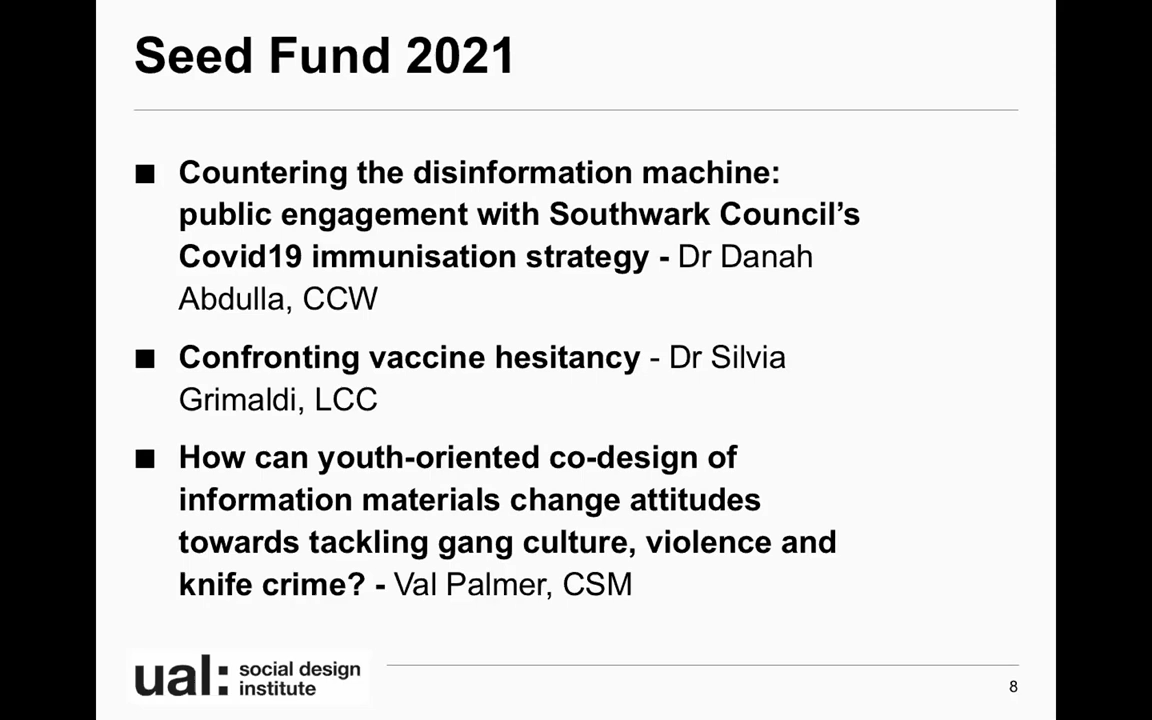 Seed Fund 2021
■ Countering the disinformation machine:
public engagement with Southwark Council’s
Covid19 immunisation strategy - Dr Danah
Abdulla, CCW
■ Confronting vaccine hesitancy - Dr Silvia
Grimaldi, LCC
■ How can youth-oriented co-design of
information materials change attitudes
towards tackling gang culture, violence and
knife crime? - Val Palmer, CSM
ual: social design
institute
8